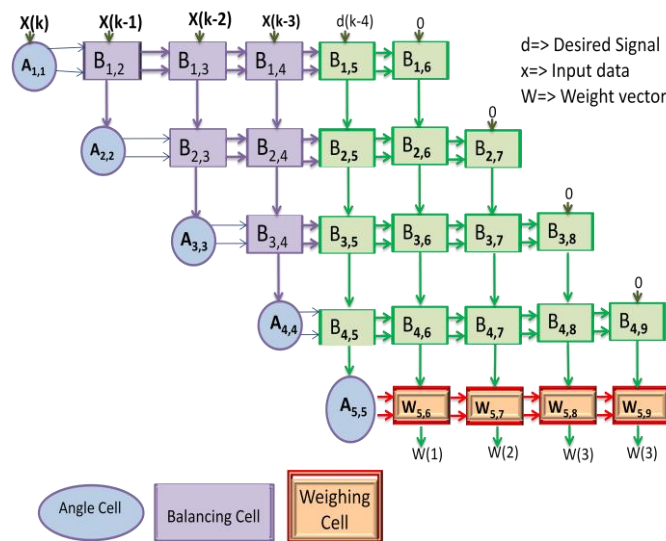 X(k) X(k-1) X(k-2) X(k-3) d(k-4) 0
d=> Desired Signal
x=> Input data
W=> Weight vector
A1,1 B1,2 B1,3 B1,4 B1,5 B1,6
0
A2,2 B2,3 B2,4 B2,5 B2,6 B2,7
0
A3,3 B3,4 B3,5 B3,6 B3,7 B3,8
0
A4,4 B4,5 B4,6 B4,7 B4,8 B4,9
A5,5 W5,6 W5,7 W5,8 W5,9
W(1) W(2) W(3) W(3)
Angle Cell
Balancing Cell
Weighing
Cell